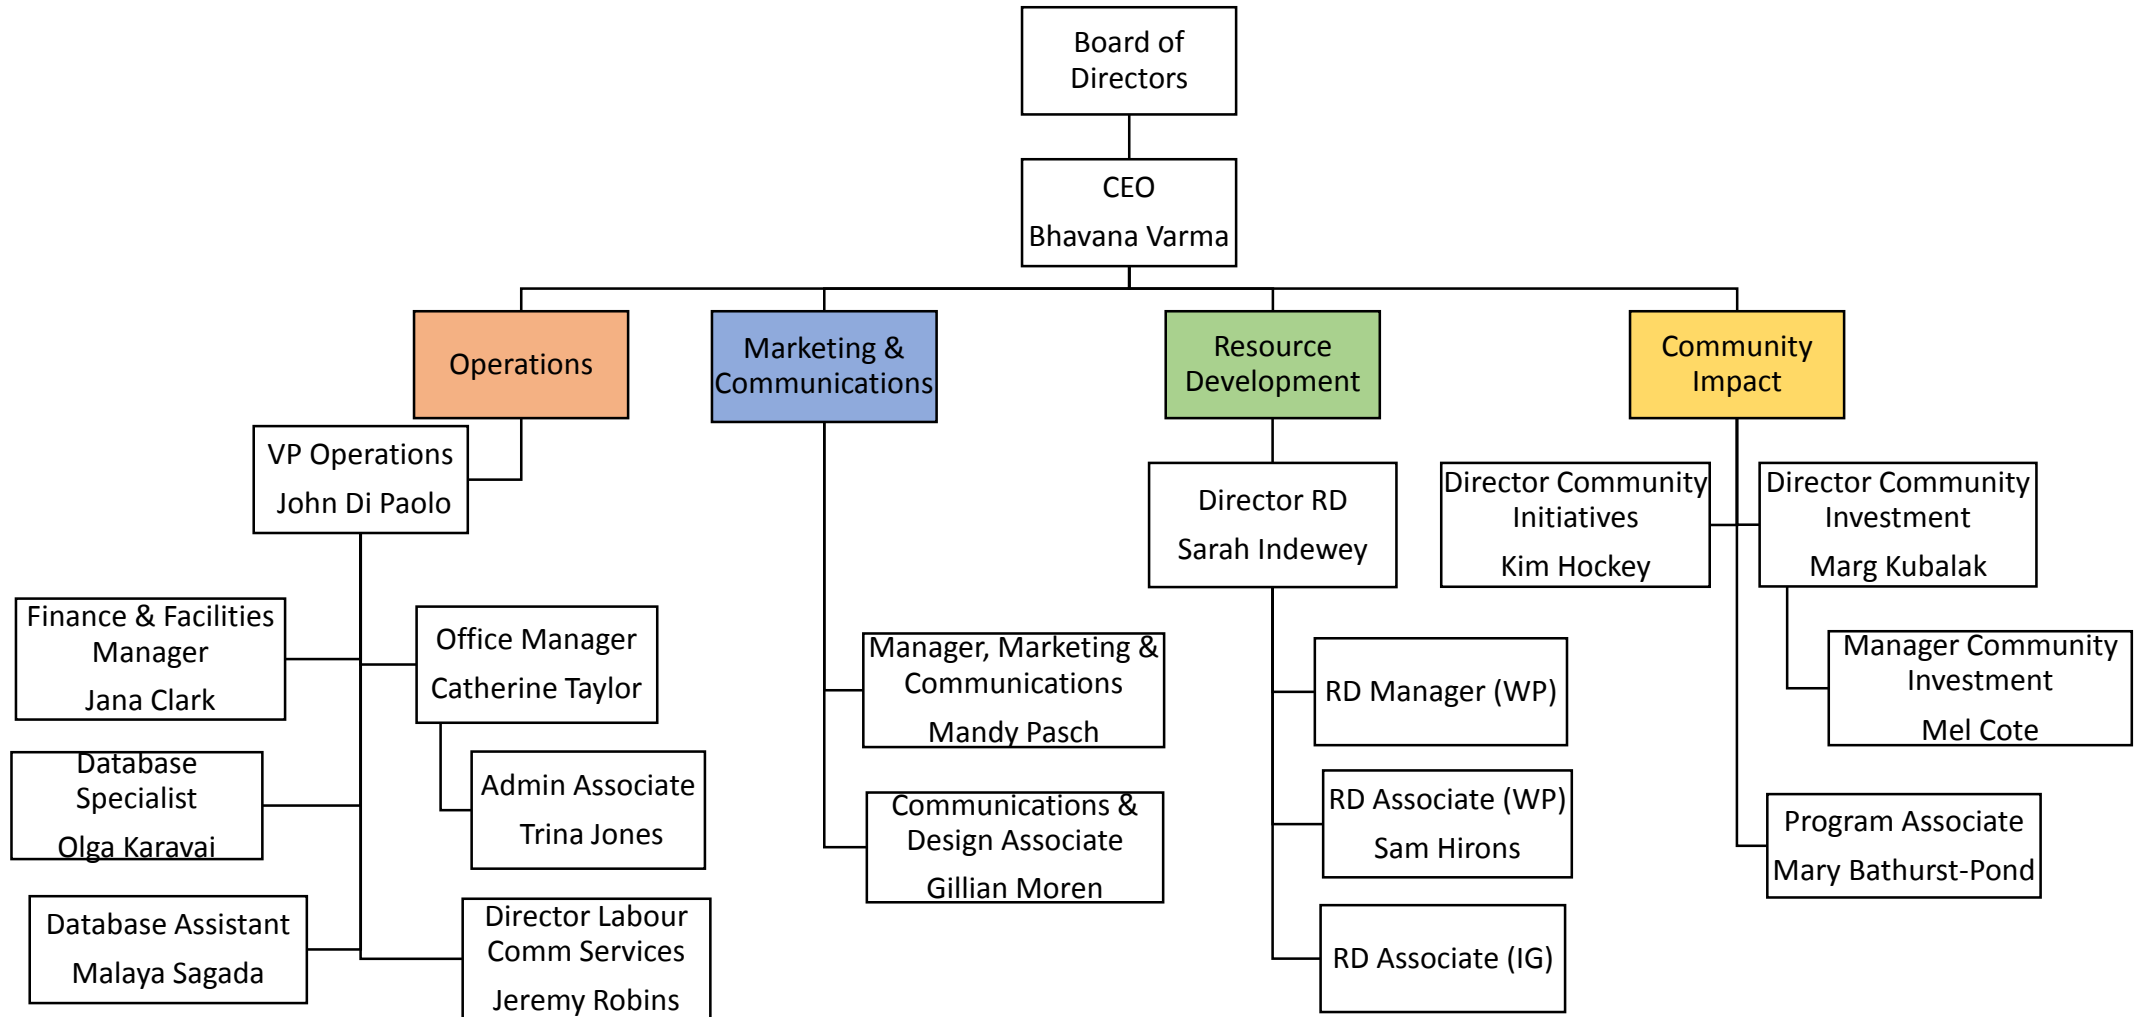 Board of
Directors
CEO
Bhavana Varma
Operations
Marketing &
Communications
Resource
Development
Community
Impact
VP Operations
John Di Paolo
Finance & Facilities
Manager
Jana Clark
Office Manager
Catherine Taylor
Database
Specialist
Olga Karavai
Admin Associate
Trina Jones
Database Assistant
Malaya Sagada
Director Labour
Comm Services
Jeremy Robins
Manager, Marketing &
Communications
Mandy Pasch
Communications &
Design Associate
Gillian Moren
Director RD
Sarah Indewey
RD Manager (WP)
RD Associate (WP)
Sam Hirons
RD Associate (IG)
Director Community
Initiatives
Kim Hockey
Director Community
Investment
Marg Kubalak
Manager Community
Investment
Mel Cote
Program Associate
Mary Bathurst-Pond